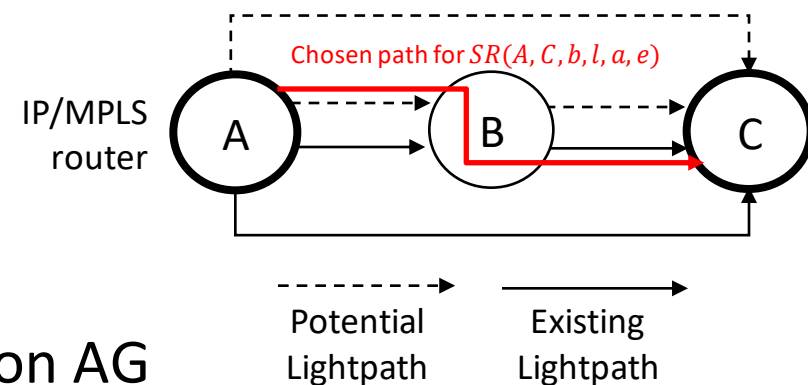 Chosen path for SR(A, C, b, l, a, e)
IP/MPLS
router
A
B
C
Potential
Lightpath
Existing
Lightpath
on AG